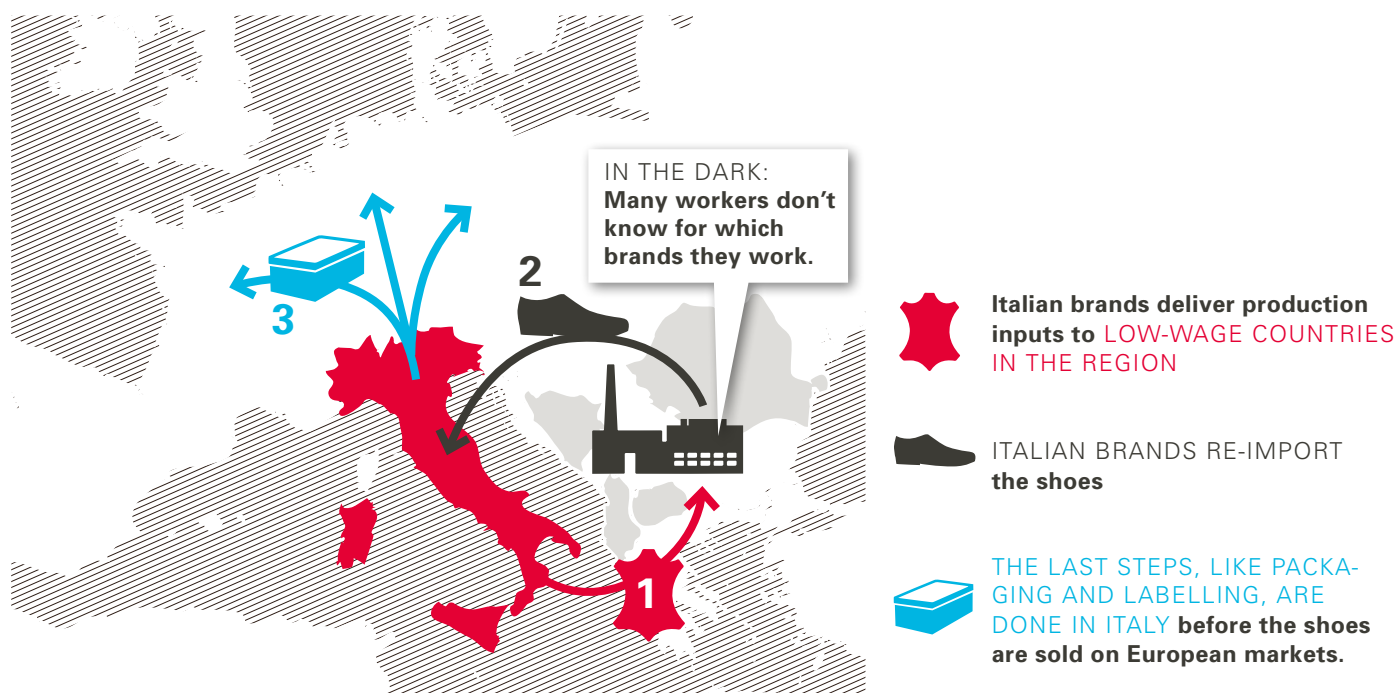 IN THE DARK:
Many workers don’t
know for which
brands they work.
2
3
1
Italian brands deliver production
inputs to LOW-WAGE COUNTRIES
IN THE REGION
ITALIAN BRANDS RE-IMPORT
the shoes
THE LAST STEPS, LIKE PACKA-
GING AND LABELLING, ARE
DONE IN ITALY before the shoes
are sold on European markets.